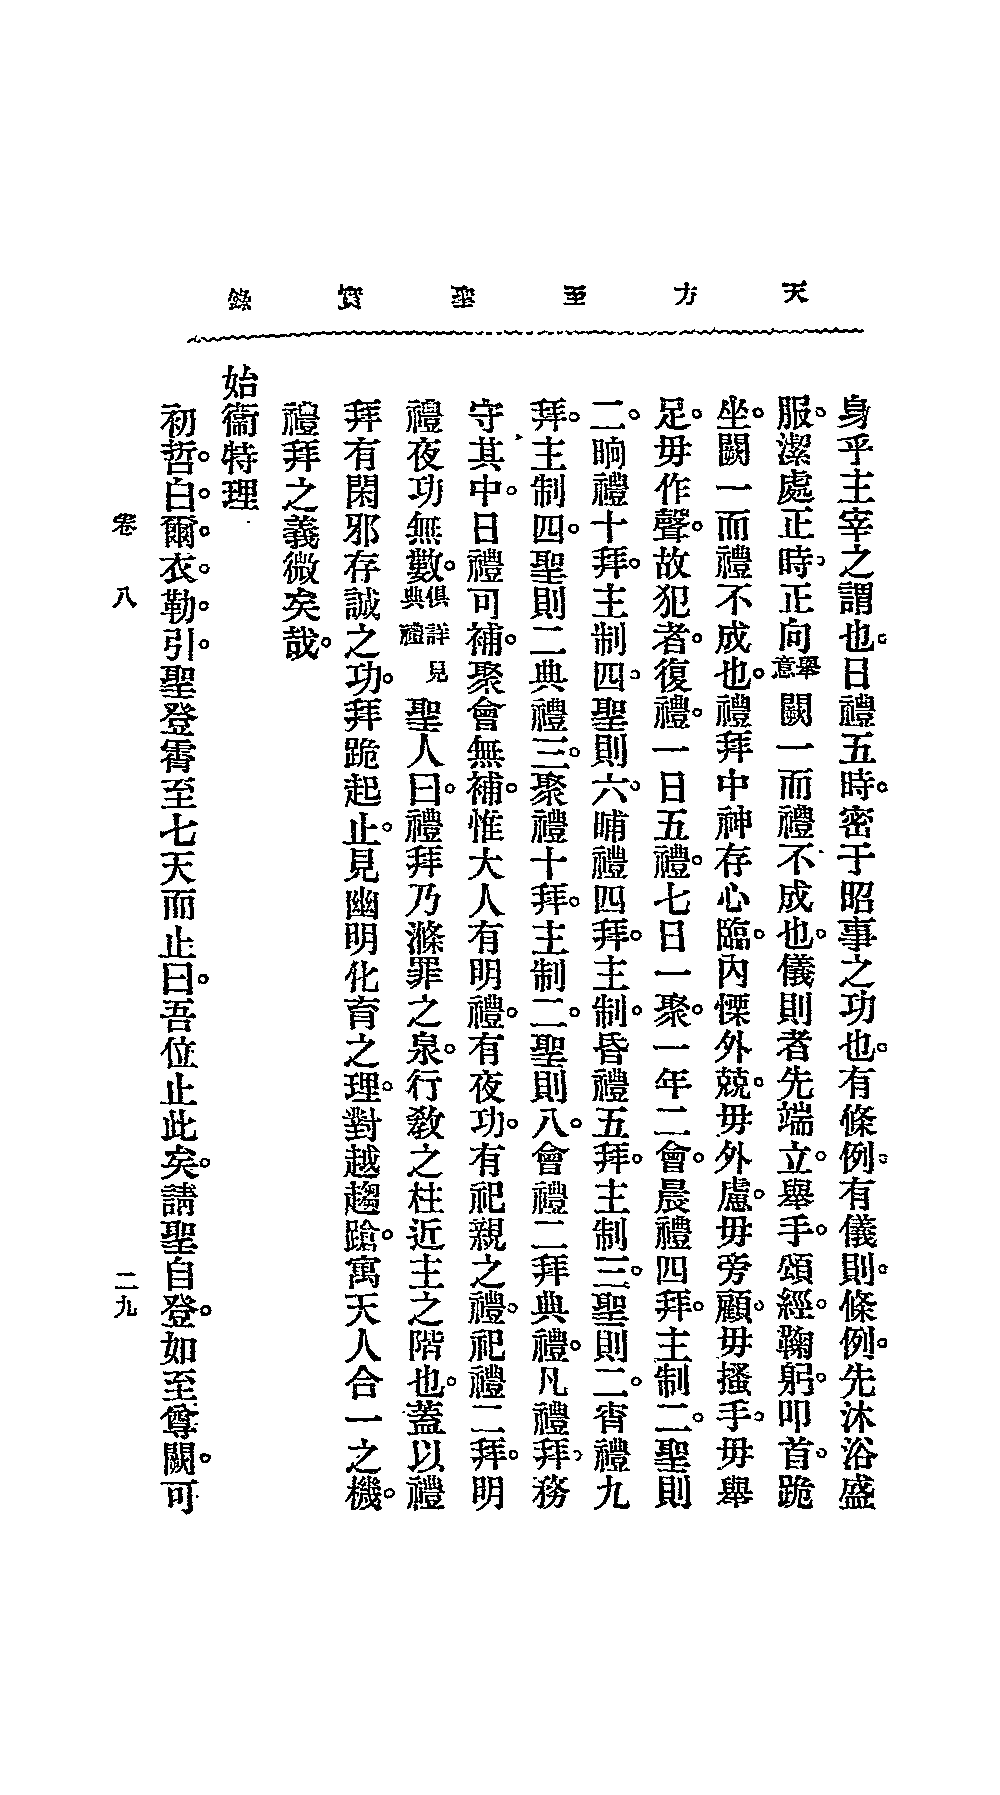 天方至聖實錄
身乎主宰之謂也。日禮五時。密于昭事之功也。有條例。有儀則。條例。先沐浴盛
服。潔處正時。正向舉意闕一而禮不成也。儀則者先端立。舉手。頌經。鞠躬。叩首。跪
坐。闕一而禮不成也。禮拜中神存心臨。內慄外兢。毋外慮。毋旁顧。毋搔手。毋舉
足。毋作聲。故犯者。復禮。一日五禮。七日一聚。一年二會。晨禮四拜。主制二。聖則
二。晌禮十拜。主制四。聖則六。晡禮四拜。主制。昏禮五拜。主制三。聖則二。宵禮九
拜。主制四。聖則二典禮三。聚禮十拜。主制二。聖則八。會禮二拜典禮。凡禮拜、務
守其中。日禮可補。聚會無補。惟大人有明禮。有夜功。有祀親之禮。祀禮二拜。明
禮夜功無數。俱詳見典禮 聖人曰。禮拜乃滌罪之泉。行教之柱近主之階也。蓋以禮
拜有閑邪存誠之功。拜跪起止。見幽明化育之理。對越趨蹌。寓天人合一之機。
禮拜之義微矣哉。
始衞特理
初哲。白。爾。衣。勒。引。聖登霄至七天而止曰。吾位止此矣。請聖自登。如至尊闕。可
卷八
二九